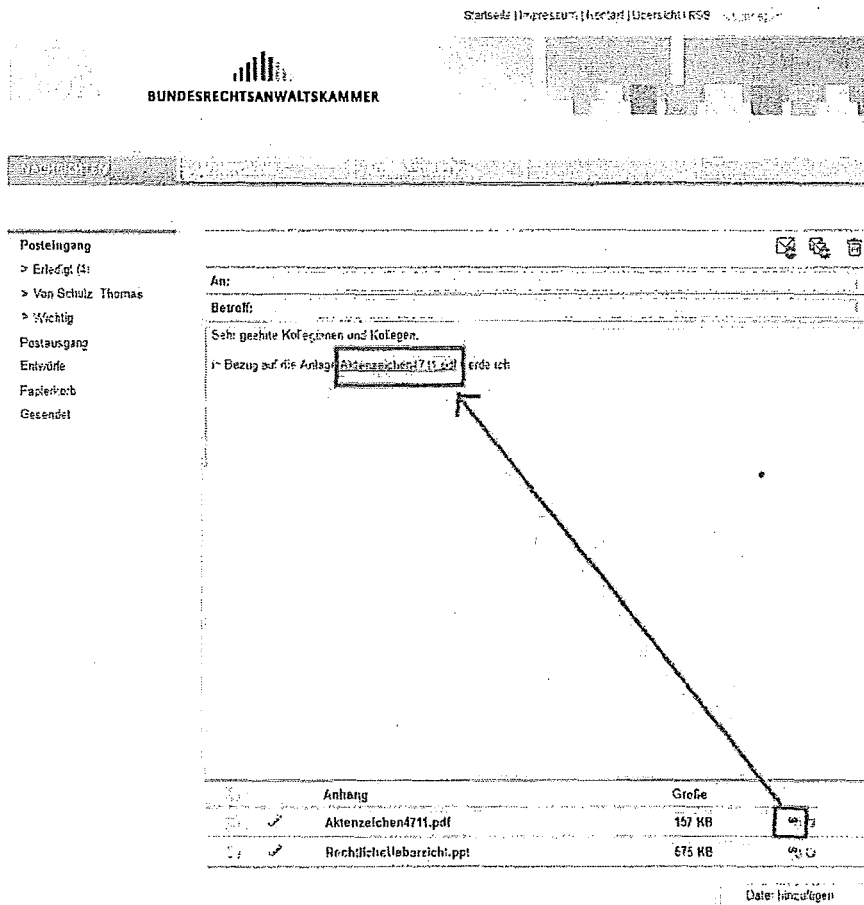 Startseite | Impressum | Kontakt | Übersicht | RSS
BUNDESRECHTSANWALTSKAMMER
NACHRICHTEN
Posteingang
> Erledigt (4)
> Von Schulz Thomas
> Wichtig
Postausgang
Entwürfe
Papierkorb
Gesendet
An:
Betreff:
Sehr geehrte Kolleginnen und Kollegen,
in Bezug auf die Anlage Aktenzeichen4711.pdf werde ich
Anhang Größe
Aktenzeichen4711.pdf 157 KB
675 KB
Datei hinzufügen